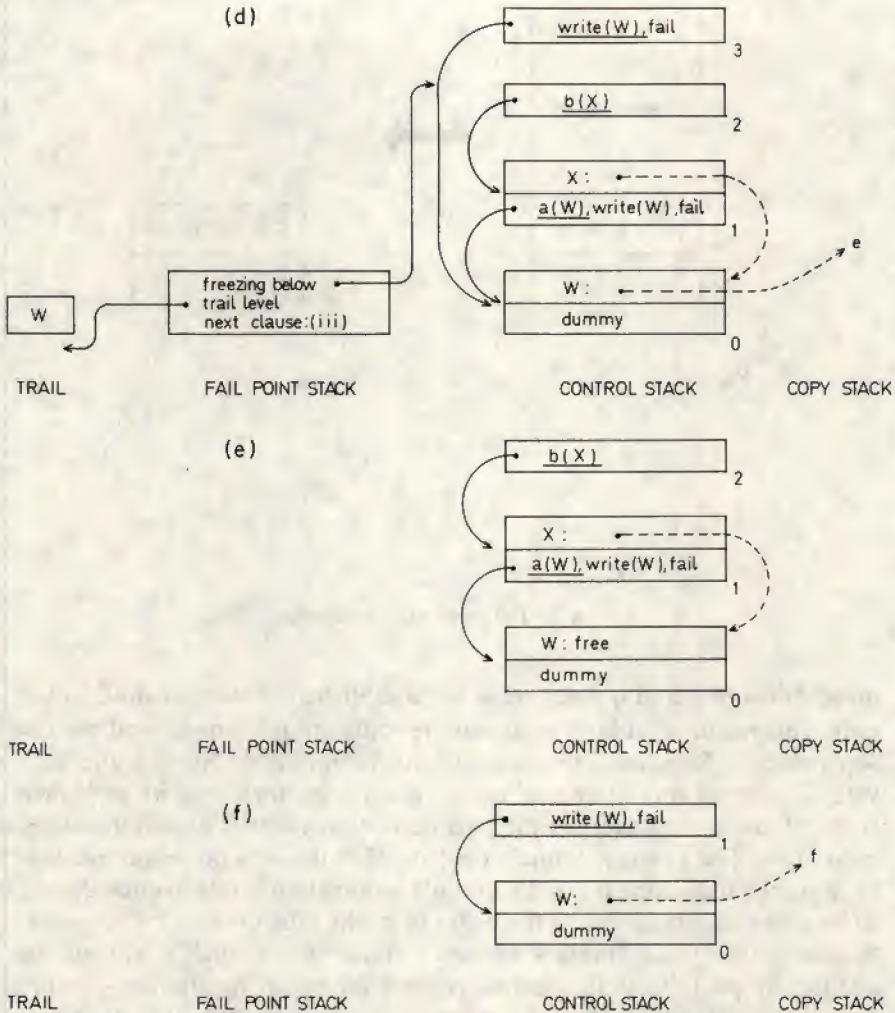 (d)
write(W),fail
3
b(X)
2
X:
a(W),write(W),fail
1
e
freezing below
trail level
next clause:(iii)
W
W:
dummy
0
TRAIL FAIL POINT STACK CONTROL STACK COPY STACK
(e)
b(X)
2
X:
a(W),write(W),fail
1
W: free
dummy
0
TRAIL FAIL POINT STACK CONTROL STACK COPY STACK
(f)
write(W),fail
1
f
W:
dummy
0
TRAIL FAIL POINT STACK CONTROL STACK COPY STACK